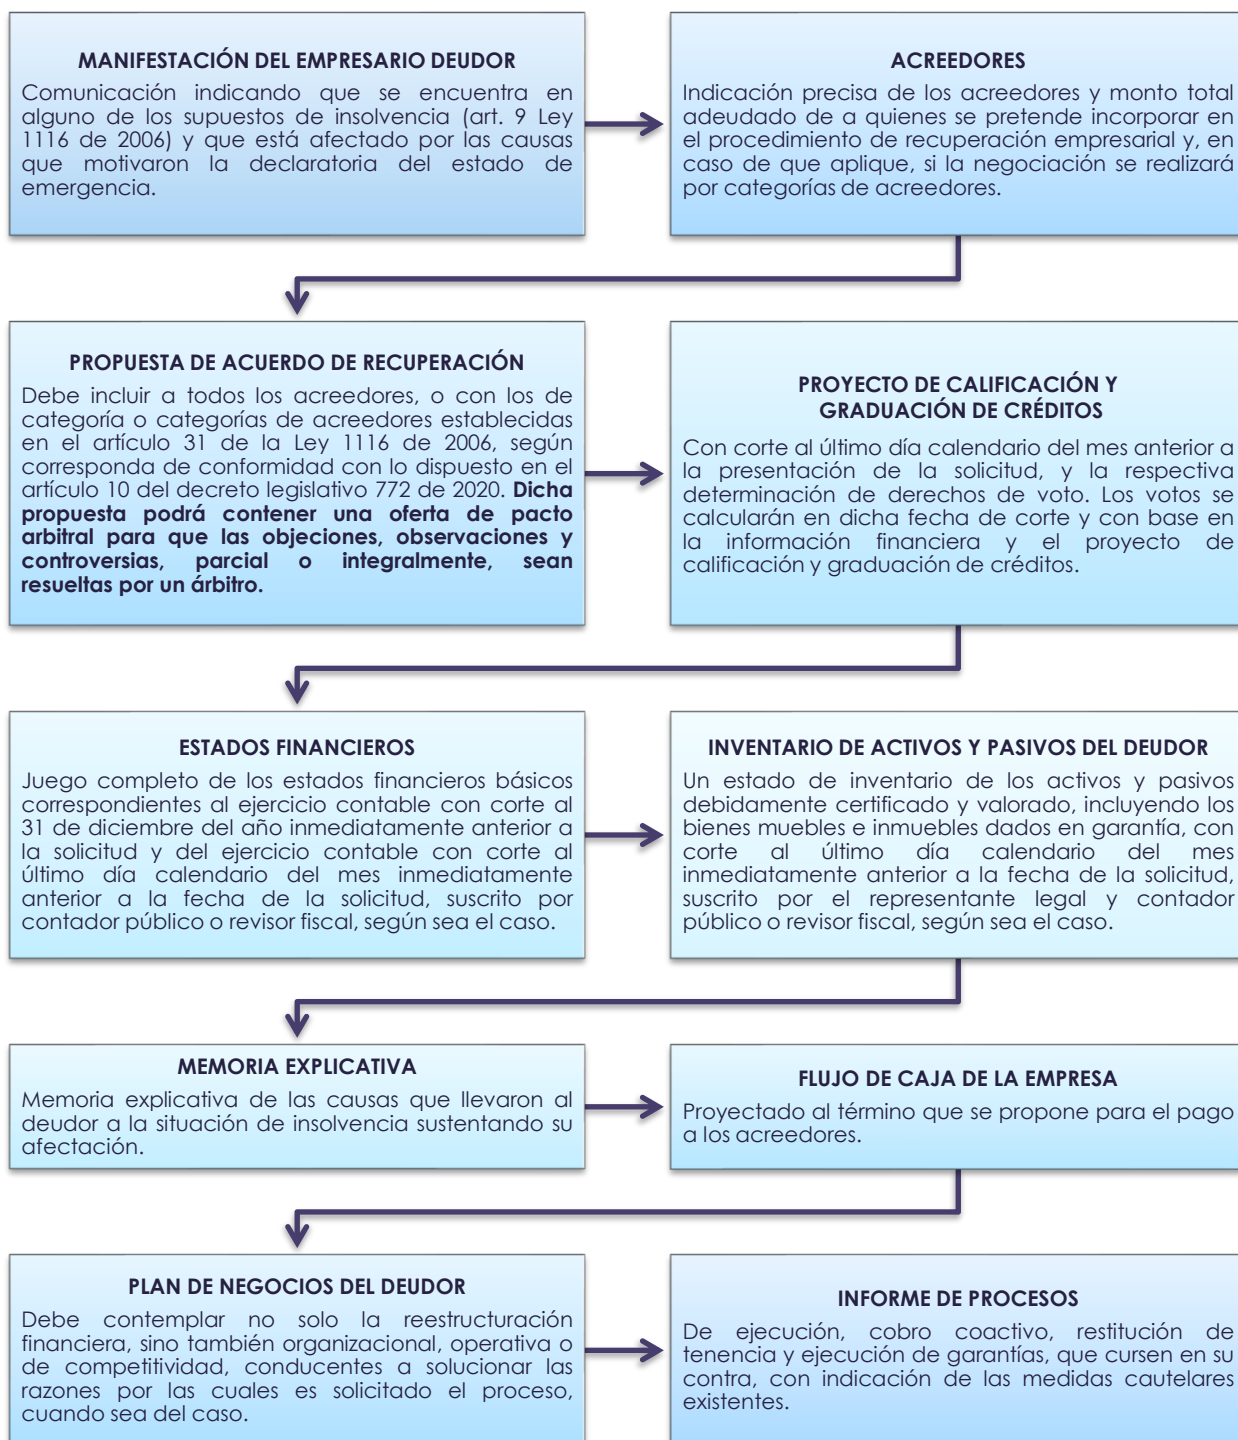 MANIFESTACIÓN DEL EMPRESARIO DEUDOR
Comunicación indicando que se encuentra en
alguno de los supuestos de insolvencia (art. 9 Ley
1116 de 2006) y que está afectado por las causas
que motivaron la declaratoria del estado de
emergencia.
ACREEDORES
Indicación precisa de los acreedores y monto total
adeudado de a quienes se pretende incorporar en
el procedimiento de recuperación empresarial y, en
caso de que aplique, si la negociación se realizará
por categorías de acreedores.
PROPUESTA DE ACUERDO DE RECUPERACIÓN
Debe incluir a todos los acreedores, o con los de
categoría o categorías de acreedores establecidas
en el artículo 31 de la Ley 1116 de 2006, según
corresponda de conformidad con lo dispuesto en el
artículo 10 del decreto legislativo 772 de 2020. Dicha
propuesta podrá contener una oferta de pacto
arbitral para que las objeciones, observaciones y
controversias, parcial o integralmente, sean
resueltas por un árbitro.
PROYECTO DE CALIFICACIÓN Y
GRADUACIÓN DE CRÉDITOS
Con corte al último día calendario del mes anterior a
la presentación de la solicitud, y la respectiva
determinación de derechos de voto. Los votos se
calcularán en dicha fecha de corte y con base en
la información financiera y el proyecto de
calificación y graduación de créditos.
ESTADOS FINANCIEROS
Juego completo de los estados financieros básicos
correspondientes al ejercicio contable con corte al
31 de diciembre del año inmediatamente anterior a
la solicitud y del ejercicio contable con corte al
último día calendario del mes inmediatamente
anterior a la fecha de la solicitud, suscrito por
contador público o revisor fiscal, según sea el caso.
INVENTARIO DE ACTIVOS Y PASIVOS DEL DEUDOR
Un estado de inventario de los activos y pasivos
debidamente certificado y valorado, incluyendo los
bienes muebles e inmuebles dados en garantía, con
corte al último día calendario del mes
inmediatamente anterior a la fecha de la solicitud,
suscrito por el representante legal y contador
público o revisor fiscal, según sea el caso.
MEMORIA EXPLICATIVA
Memoria explicativa de las causas que llevaron al
deudor a la situación de insolvencia sustentando su
afectación.
FLUJO DE CAJA DE LA EMPRESA
Proyectado al término que se propone para el pago
a los acreedores.
PLAN DE NEGOCIOS DEL DEUDOR
Debe contemplar no solo la reestructuración
financiera, sino también organizacional, operativa o
de competitividad, conducentes a solucionar las
razones por las cuales es solicitado el proceso,
cuando sea del caso.
INFORME DE PROCESOS
De ejecución, cobro coactivo, restitución de
tenencia y ejecución de garantías, que cursen en su
contra, con indicación de las medidas cautelares
existentes.